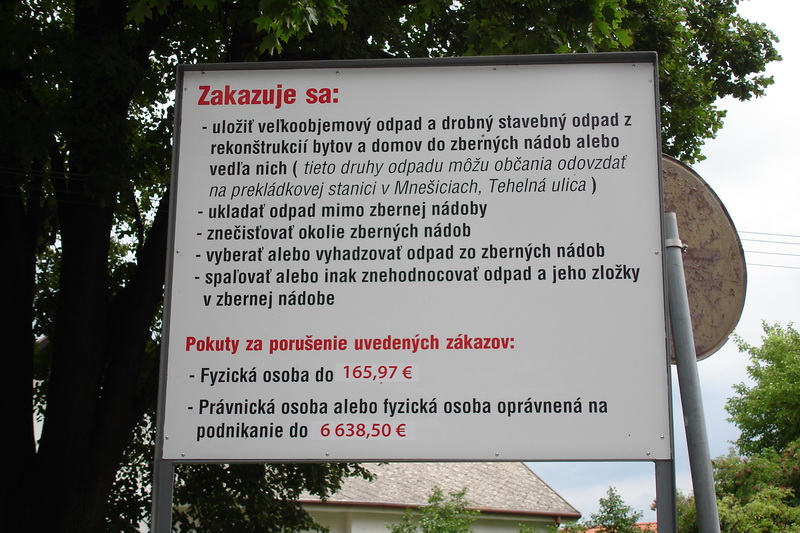 Zakazuje sa:
- uložiť veľkoobjemový odpad a drobný stavebný odpad z
rekonštrukcií bytov a domov do zberných nádob alebo
vedľa nich ( tieto druhy odpadu môžu občania odovzdať
na prekládkovej stanici v Mnešiciach, Tehelná ulica )
- ukladať odpad mimo zbernej nádoby
- znečisťovať okolie zberných nádob
- vyberať alebo vyhadzovať odpad zo zberných nádob
- spaľovať alebo inak znehodnocovať odpad a jeho zložky
v zbernej nádobe
Pokuty za porušenie uvedených zákazov:
- Fyzická osoba do 165,97 €
- Právnická osoba alebo fyzická osoba oprávnená na
podnikanie do 6 638,50 €